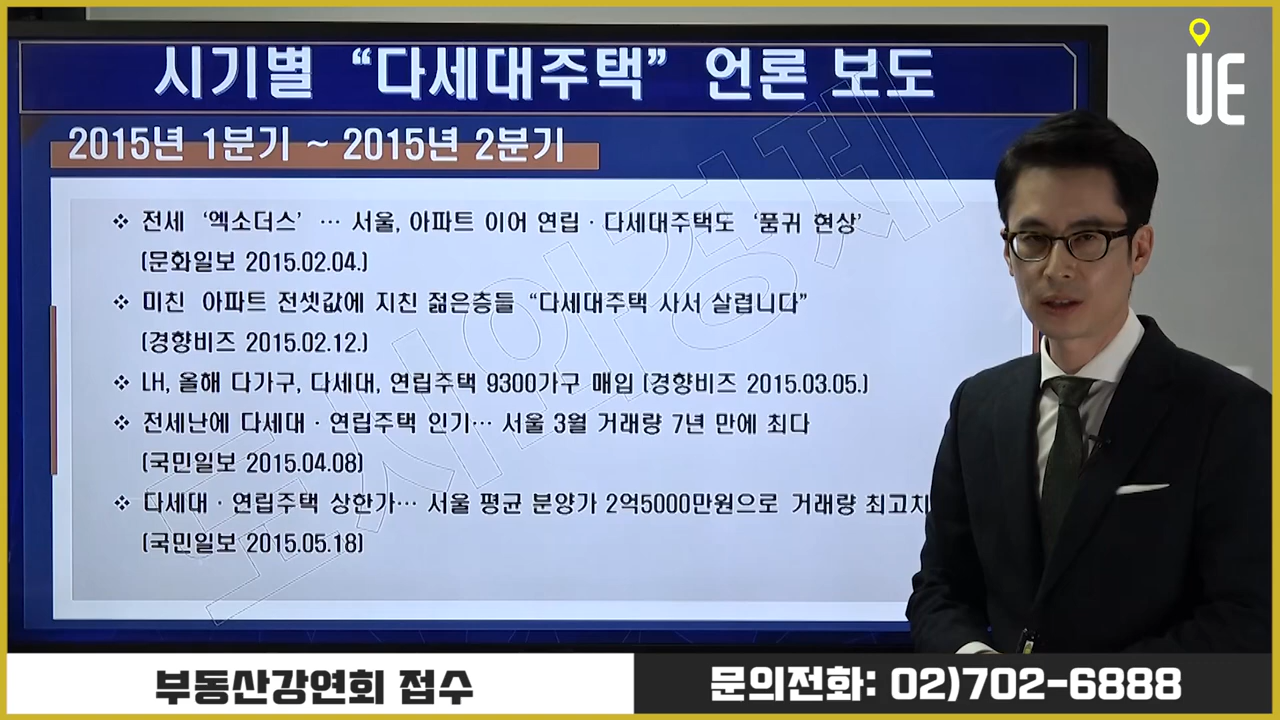 시기별 “다세대주택” 언론 보도
UE
2015년 1분기 ~ 2015년 2분기
❖ 전세 ‘엑소더스’ … 서울, 아파트 이어 연립 · 다세대주택도 ‘품귀 현상’
(문화일보 2015.02.04.)
❖ 미친 아파트 전셋값에 지친 젊은층들 “다세대주택 사서 살렵니다”
(경향비즈 2015.02.12.)
❖ LH, 올해 다가구, 다세대, 연립주택 9300가구 매입 (경향비즈 2015.03.05.)
❖ 전세난에 다세대 · 연립주택 인기… 서울 3월 거래량 7년 만에 최다
(국민일보 2015.04.08)
❖ 다세대 · 연립주택 상한가… 서울 평균 분양가 2억5000만원으로 거래량 최고치
(국민일보 2015.05.18)
도시와경제
부동산강연회 접수
문의전화: 02)702-6888